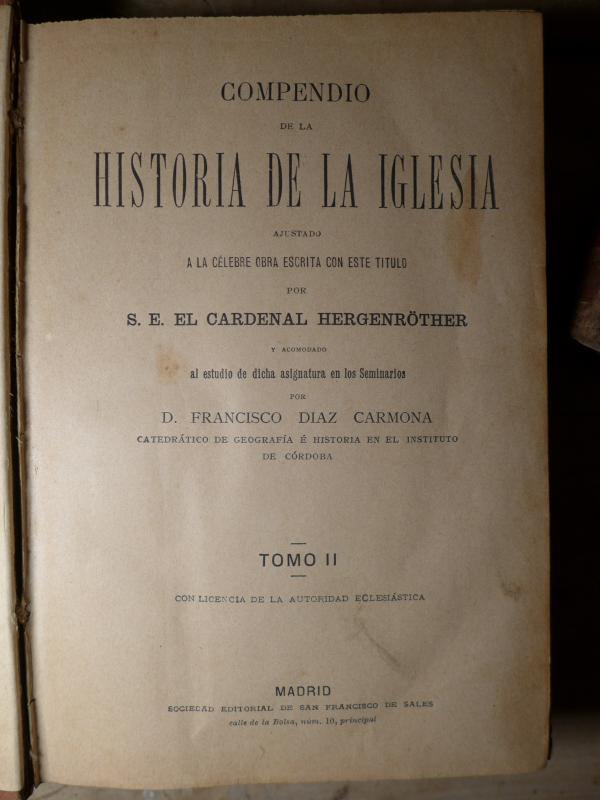 COMPENDIO
DE LA
HISTORIA DE LA IGLESIA
AJUSTADO
A LA CÉLEBRE OBRA ESCRITA CON ESTE TITULO
POR
S. E. EL CARDENAL HERGENRÖTHER
Y ACOMODADO
al estudio de dicha asignatura en los Seminarios
POR
D. FRANCISCO DIAZ CARMONA
CATEDRÁTICO DE GEOGRAFÍA É HISTORIA EN EL INSTITUTO
DE CÓRDOBA
TOMO II
CON LICENCIA DE LA AUTORIDAD ECLESIÁSTICA
MADRID
SOCIEDAD EDITORIAL DE SAN FRANCISCO DE SALES
calle de la Bolsa, núm. 10, principal